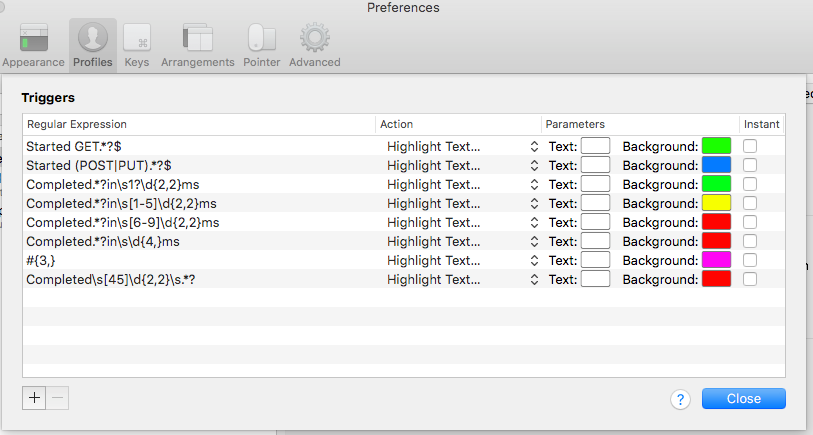 Preferences
Appearance Profiles Keys Arrangements Pointer Advanced
Triggers
Regular Expression Action Parameters Instant
Started GET.*?$ Highlight Text... Text: Background:
Started (POST|PUT).*?$ Highlight Text... Text: Background:
Completed.*?in\s1?\d{2,2}ms Highlight Text... Text: Background:
Completed.*?in\s[1-5]\d{2,2}ms Highlight Text... Text: Background:
Completed.*?in\s[6-9]\d{2,2}ms Highlight Text... Text: Background:
Completed.*?in\s\d{4,}ms Highlight Text... Text: Background:
#{3,} Highlight Text... Text: Background:
Completed\s[45]\d{2,2}\s.*? Highlight Text... Text: Background:
+ − ? Close